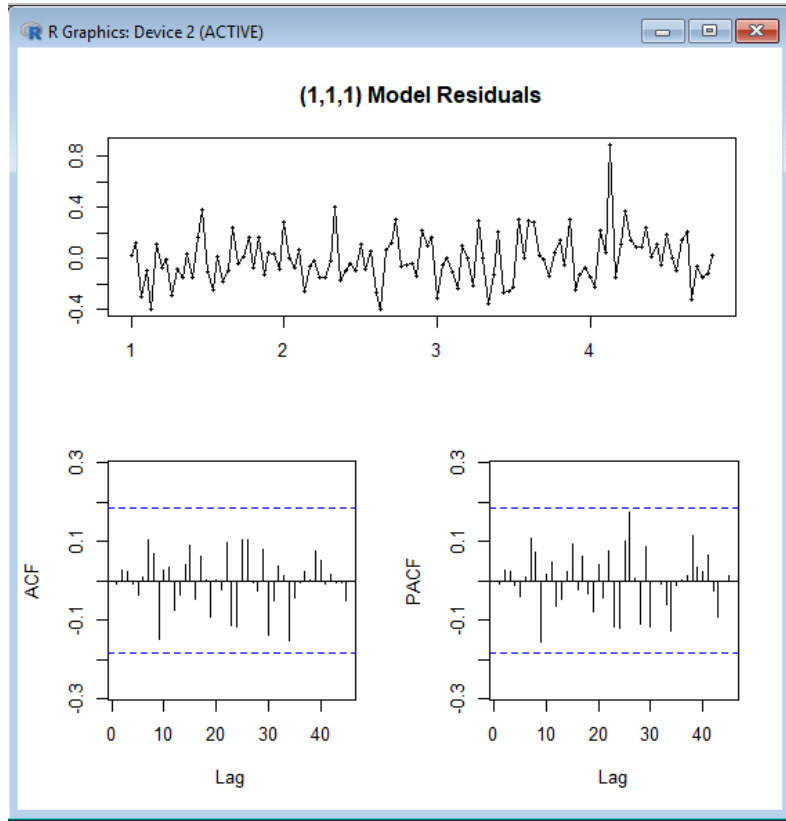 R Graphics: Device 2 (ACTIVE)
(1,1,1) Model Residuals
0.8
0.4
0.0
-0.4
1 2 3 4
0.3
0.1
-0.1
-0.3
ACF
0 10 20 30 40
Lag
0.3
0.1
-0.1
-0.3
PACF
0 10 20 30 40
Lag